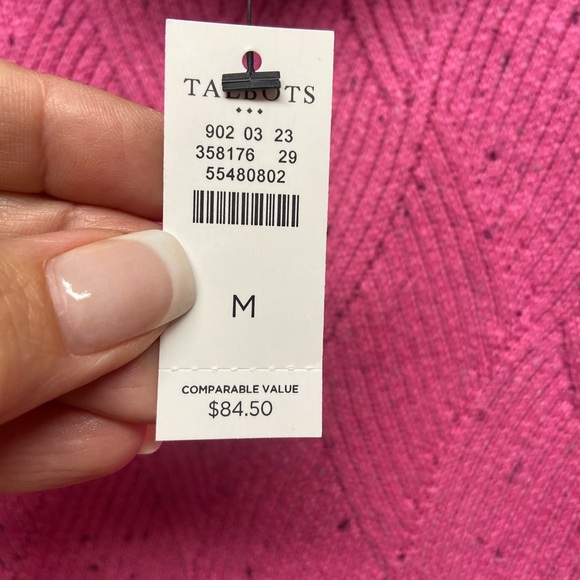 TALBOTS
902 03 23
358176 29
55480802
M
COMPARABLE VALUE
$84.50